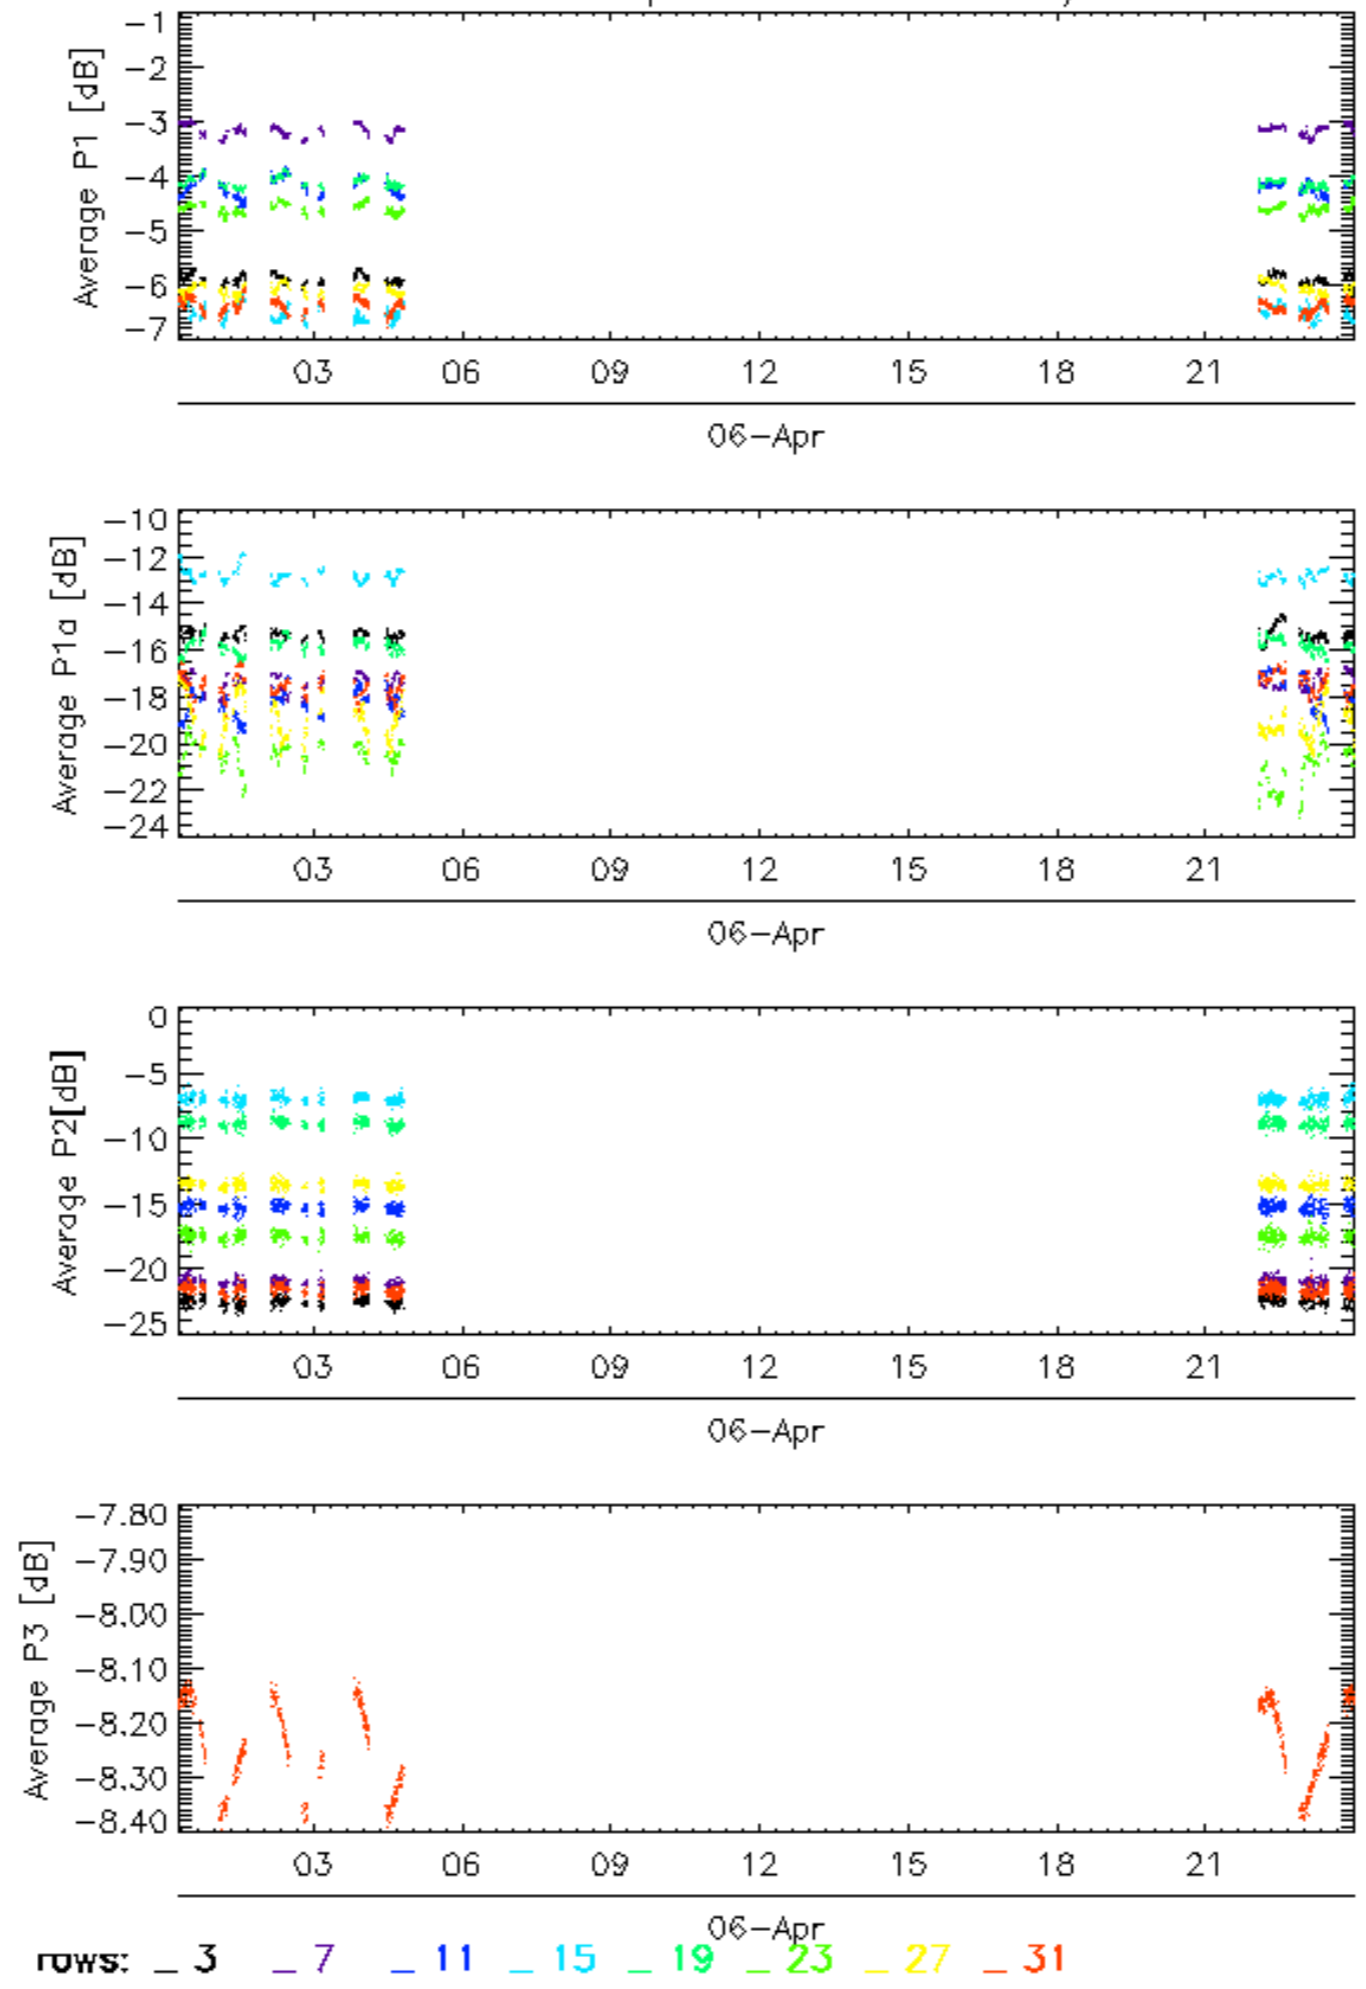 -1
-2
-3
-4
-5
-6
-7
Average P1 [dB]
03 06 09 12 15 18 21
06-Apr
-10
-12
-14
-16
-18
-20
-22
-24
Average P1a [dB]
03 06 09 12 15 18 21
06-Apr
0
-5
-10
-15
-20
-25
Average P2[dB]
03 06 09 12 15 18 21
06-Apr
-7.80
-7.90
-8.00
-8.10
-8.20
-8.30
-8.40
Average P3 [dB]
03 06 09 12 15 18 21
06-Apr
rows: _ 3 _ 7 _ 11 _ 15 _ 19 _ 23 _ 27 _ 31